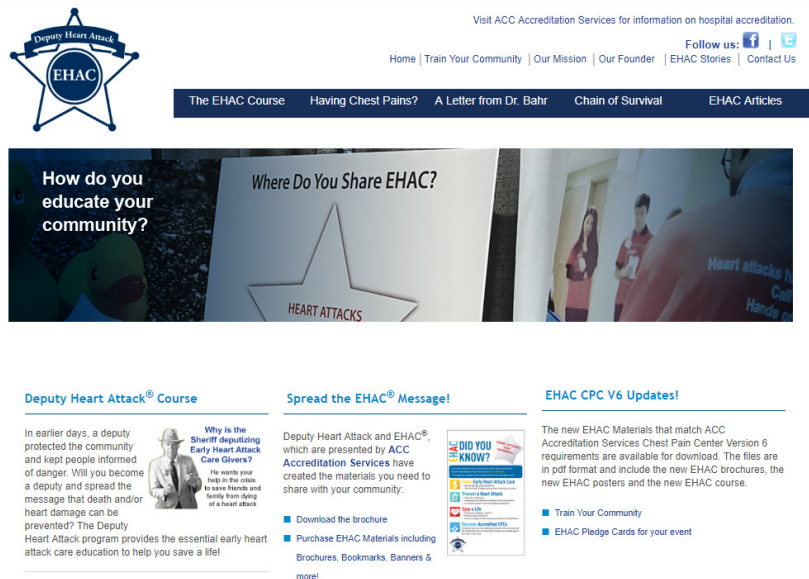 Visit ACC Accreditation Services for information on hospital accreditation.
Deputy Heart Attack
EHAC
Follow us: f |
Home | Train Your Community | Our Mission | Our Founder | EHAC Stories | Contact Us
The EHAC Course Having Chest Pains? A Letter from Dr. Bahr Chain of Survival EHAC Articles
How do you
educate your
community?
Where Do You Share EHAC?
HEART ATTACKS
Heart attacks
Call
Hands
Deputy Heart Attack® Course
In earlier days, a deputy
protected the community
and kept people informed
of danger. Will you become
a deputy and spread the
message that death and/or
heart damage can be
prevented? The Deputy
Heart Attack program provides the essential early heart
attack care education to help you save a life!
Why is the
Sheriff deputizing
Early Heart Attack
Care Givers?
He wants your
help in the crisis
to save friends and
family from dying
of a heart attack
Spread the EHAC® Message!
Deputy Heart Attack and EHAC®,
which are presented by ACC
Accreditation Services have
created the materials you need to
share with your community:
Download the brochure
Purchase EHAC Materials including
Brochures, Bookmarks, Banners &
more!
EHAC
DID YOU
KNOW?
Early Heart Attack Care
Prevent a Heart Attack
Save a Life
Discover Accredited CPCs
EHAC CPC V6 Updates!
The new EHAC Materials that match ACC
Accreditation Services Chest Pain Center Version 6
requirements are available for download. The files are
in pdf format and include the new EHAC brochures, the
new EHAC posters and the new EHAC course.
Train Your Community
EHAC Pledge Cards for your event